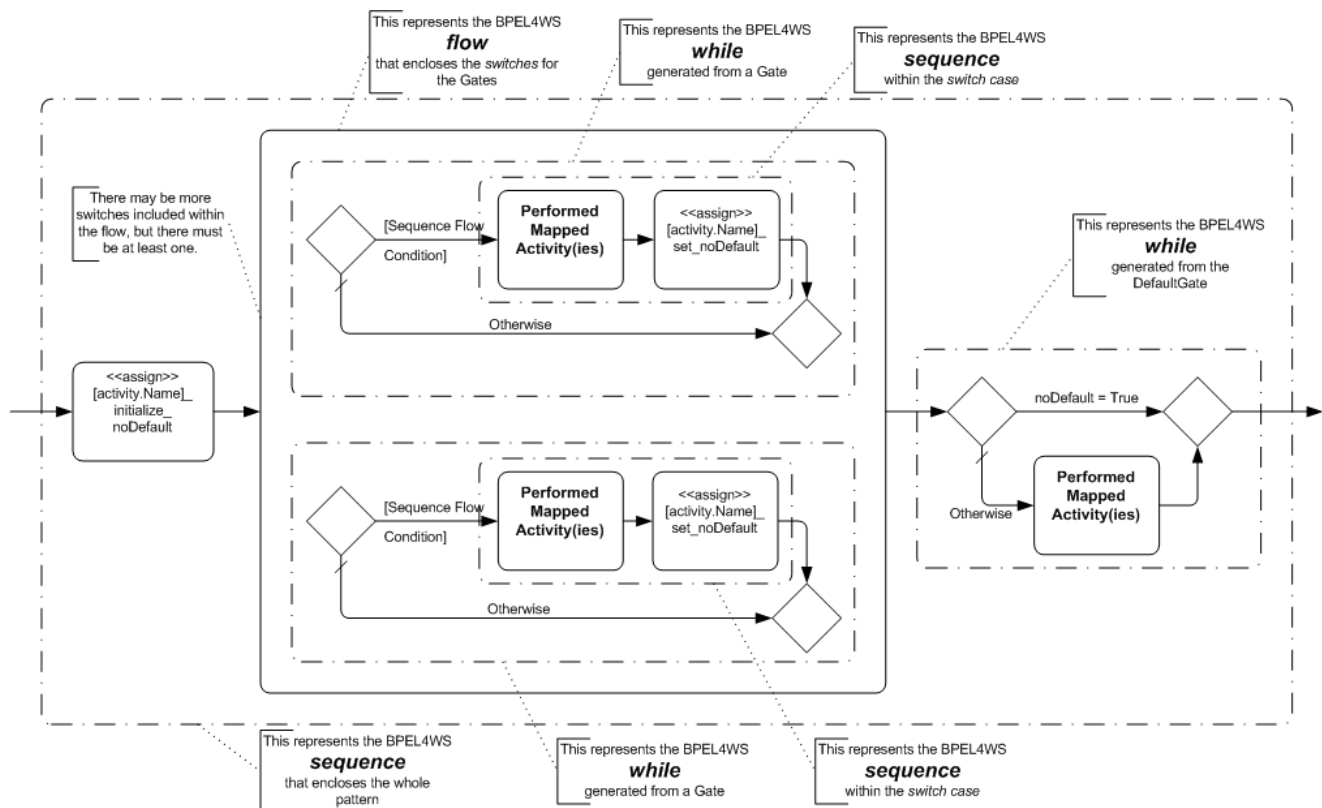 This represents the BPEL4WS
flow
that encloses the switches for
the Gates
This represents the BPEL4WS
while
generated from a Gate
This represents the BPEL4WS
sequence
within the switch case
There may be more
switches included within
the flow, but there must
be at least one.
[Sequence Flow
Condition]
Performed
Mapped
Activity(ies)
<<assign>>
[activity.Name]_
set_noDefault
Otherwise
This represents the BPEL4WS
while
generated from the
DefaultGate
<<assign>>
[activity.Name]_
initialize_
noDefault
noDefault = True
Otherwise
Performed
Mapped
Activity(ies)
[Sequence Flow
Condition]
Performed
Mapped
Activity(ies)
<<assign>>
[activity.Name]_
set_noDefault
Otherwise
This represents the BPEL4WS
sequence
that encloses the whole
pattern
This represents the BPEL4WS
while
generated from a Gate
This represents the BPEL4WS
sequence
within the switch case